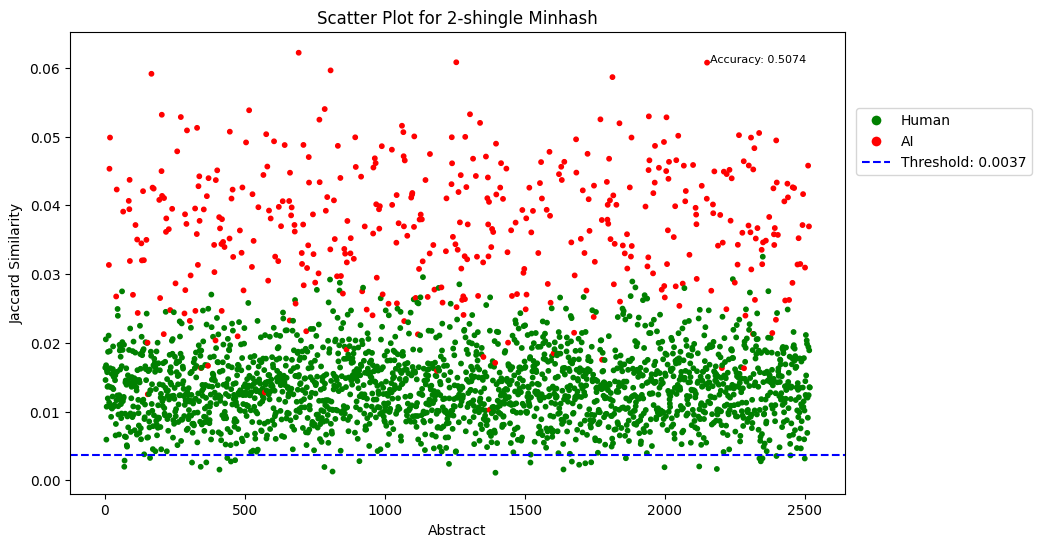 Scatter Plot for 2-shingle Minhash
Accuracy: 0.5074
Human
AI
Threshold: 0.0037
Jaccard Similarity
0.06
0.05
0.04
0.03
0.02
0.01
0.00
0
500
1000
1500
2000
2500
Abstract